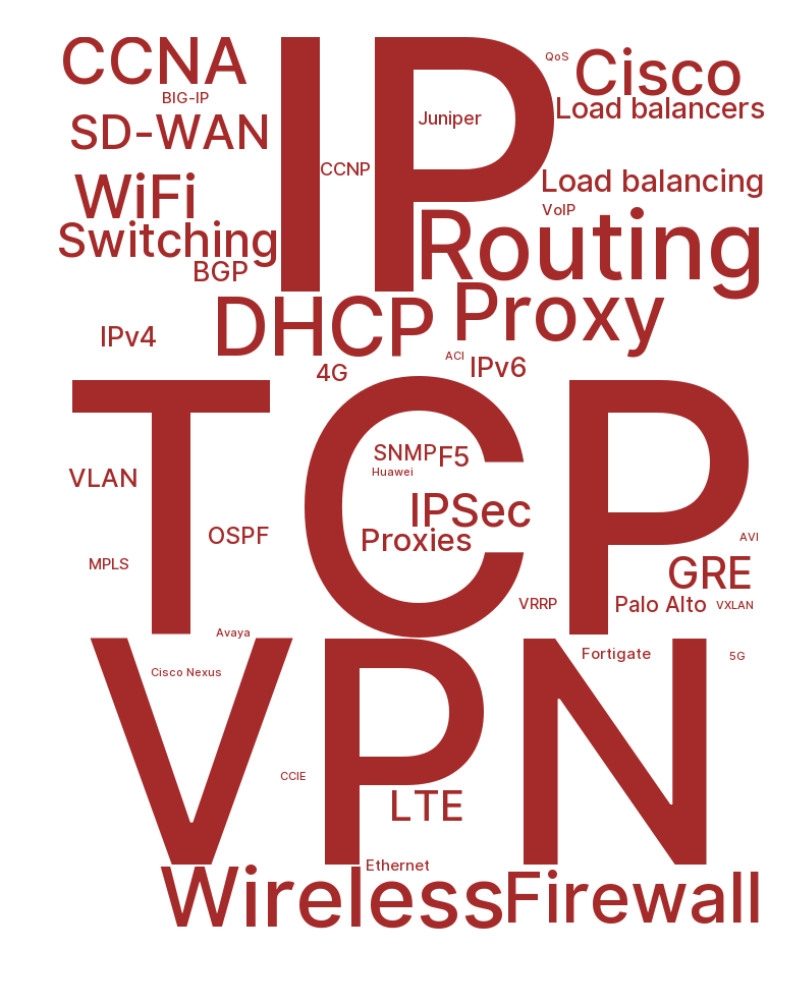 CCNA
IP
QoS
Cisco
BIG-IP
Juniper
Load balancers
SD-WAN
CCNP
WiFi
Load balancing
VoIP
Switching
Routing
BGP
DHCP
Proxy
IPv4
ACI
IPv6
4G
TCP
SNMP
F5
Huawei
VLAN
IPSec
OSPF
Proxies
AVI
MPLS
GRE
VRRP
Palo Alto
VXLAN
Avaya
VPN
Fortigate
5G
Cisco Nexus
CCIE
LTE
Ethernet
Wireless
Firewall